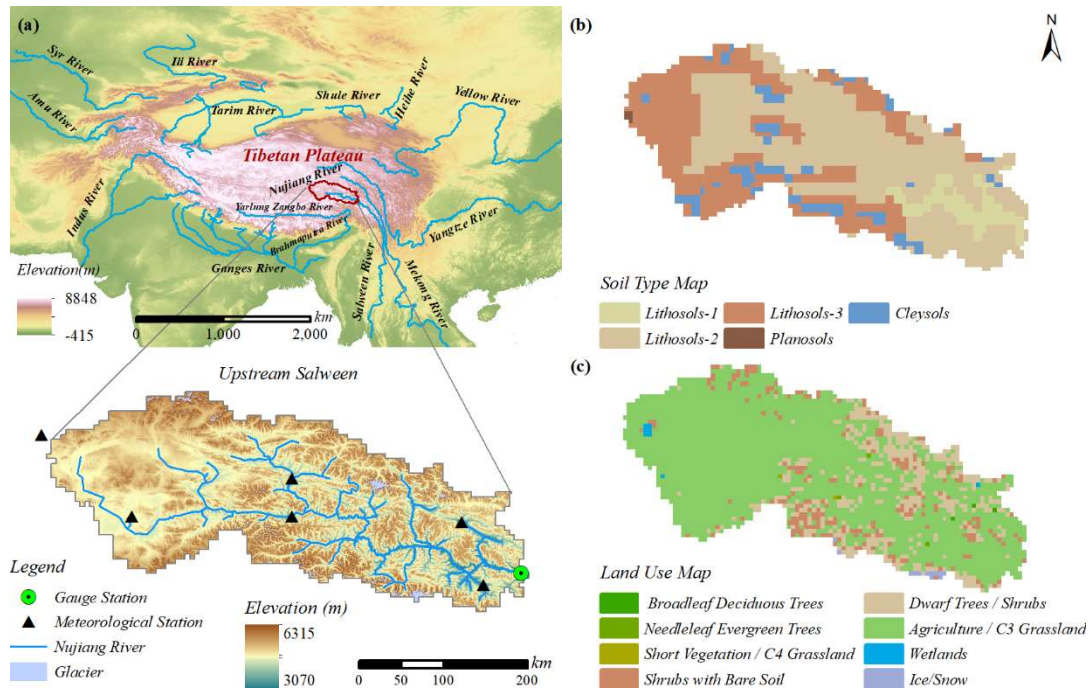 (a)
Syr River
Ili River
Amu River
Tarim River
Shule River
Heihe River
Yellow River
Tibetan Plateau
Nujiang River
Indus River
Yarlung Zangbo River
Brahmaputra River
Ganges River
Yangtze River
Salween River
Mekong River
Elevation(m)
8848
-415
km
0 1,000 2,000
Upstream Salween
Legend
Gauge Station
Meteorological Station
Nujiang River
Glacier
Elevation (m)
6315
3070
km
0 100 200
(b)
N
Soil Type Map
Lithosols-1 Lithosols-3 Cleysols
Lithosols-2 Planosols
(c)
Land Use Map
Broadleaf Deciduous Trees Dwarf Trees / Shrubs
Needleleaf Evergreen Trees Agriculture / C3 Grassland
Short Vegetation / C4 Grassland Wetlands
Shrubs with Bare Soil Ice/Snow